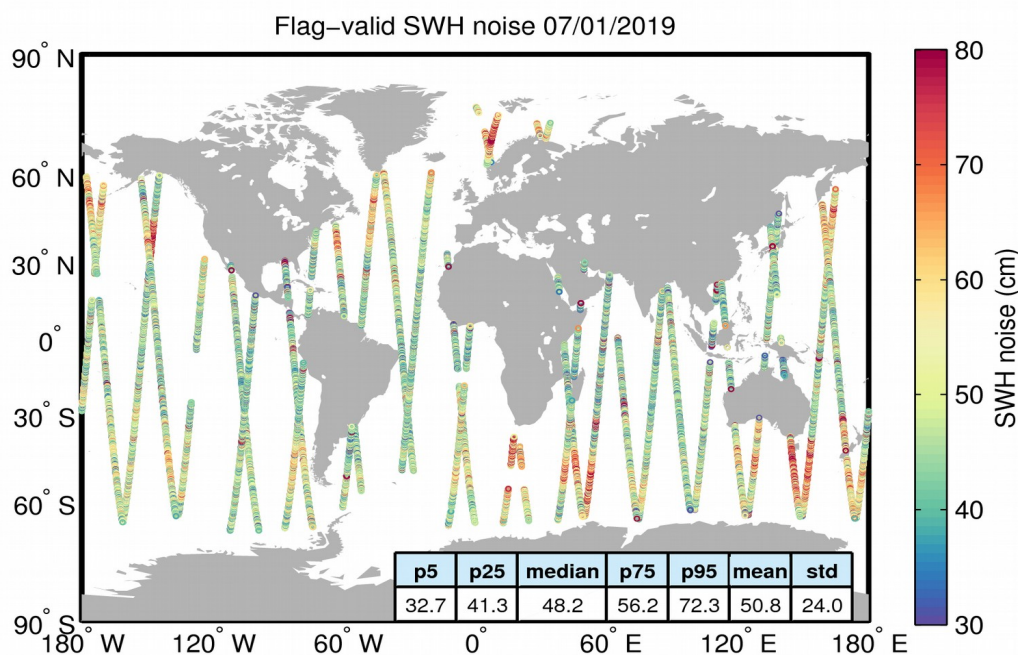 Flag−valid SWH noise 07/01/2019
90° N
60° N
30° N
0°
30° S
60° S
90° S
180° W
120° W
60° W
0°
60° E
120° E
180° E
80
70
60
50
40
30
SWH noise (cm)
p5 p25 median p75 p95 mean std
32.7 41.3 48.2 56.2 72.3 50.8 24.0